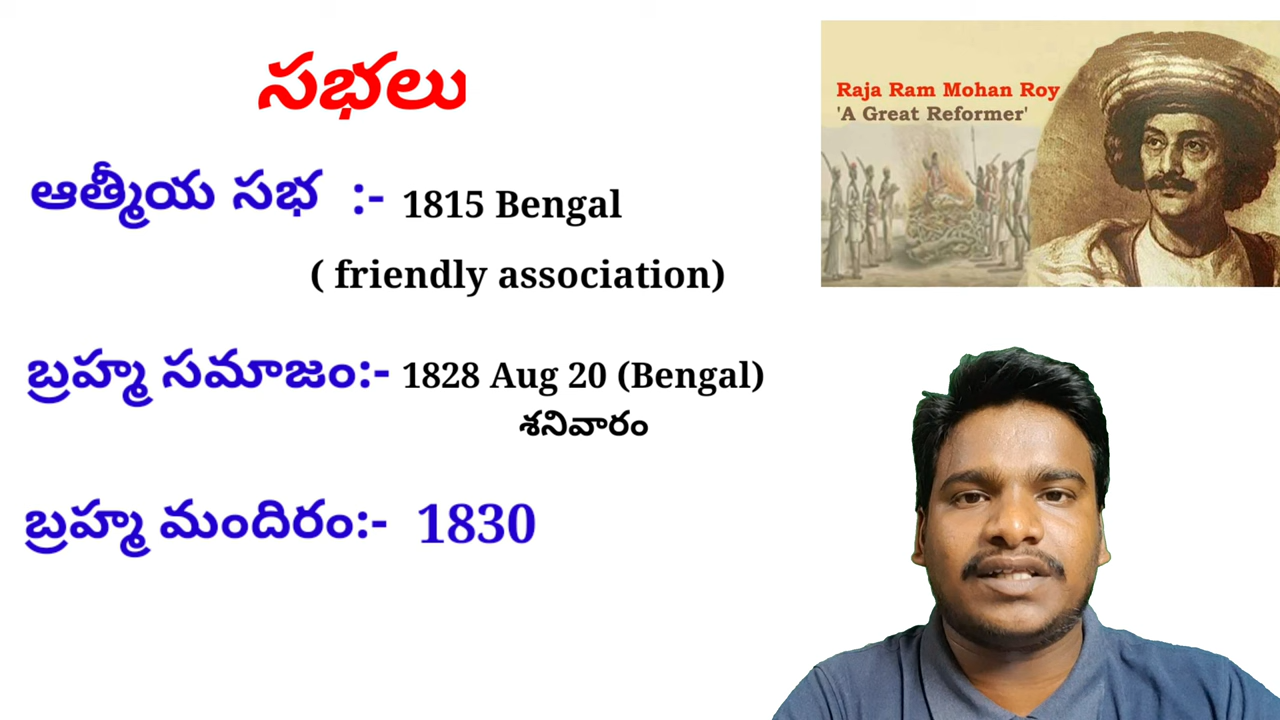 సభలు
ఆత్మీయ సభ :- 1815 Bengal
( friendly association)
బ్రహ్మ సమాజం:- 1828 Aug 20 (Bengal)
శనివారం
బ్రహ్మ మందిరం:- 1830
Raja Ram Mohan Roy
'A Great Reformer'